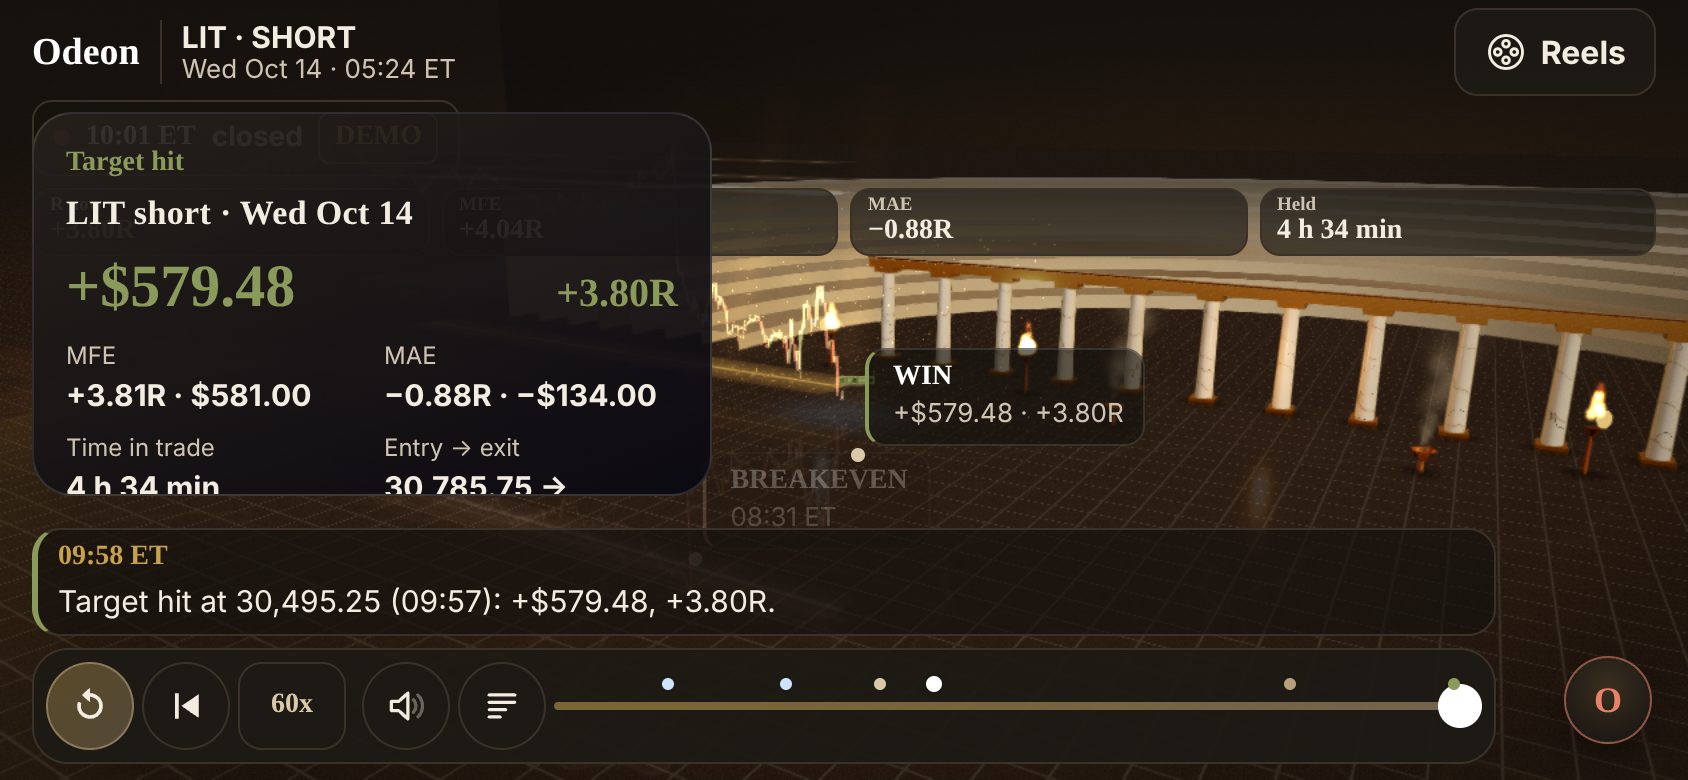 Odeon
LIT · SHORT
Wed Oct 14 · 05:24 ET
Reels
10:01 ET closed DEMO
Target hit
LIT short · Wed Oct 14
+$579.48
+3.80R
MFE
+3.81R · $581.00
MAE
−0.88R · −$134.00
Time in trade
4 h 34 min
Entry → exit
30,785.75 →
+3.80R
MFE
+4.04R
MAE
−0.88R
Held
4 h 34 min
WIN
+$579.48 · +3.80R
BREAKEVEN
08:31 ET
09:58 ET
Target hit at 30,495.25 (09:57): +$579.48, +3.80R.
60x
O